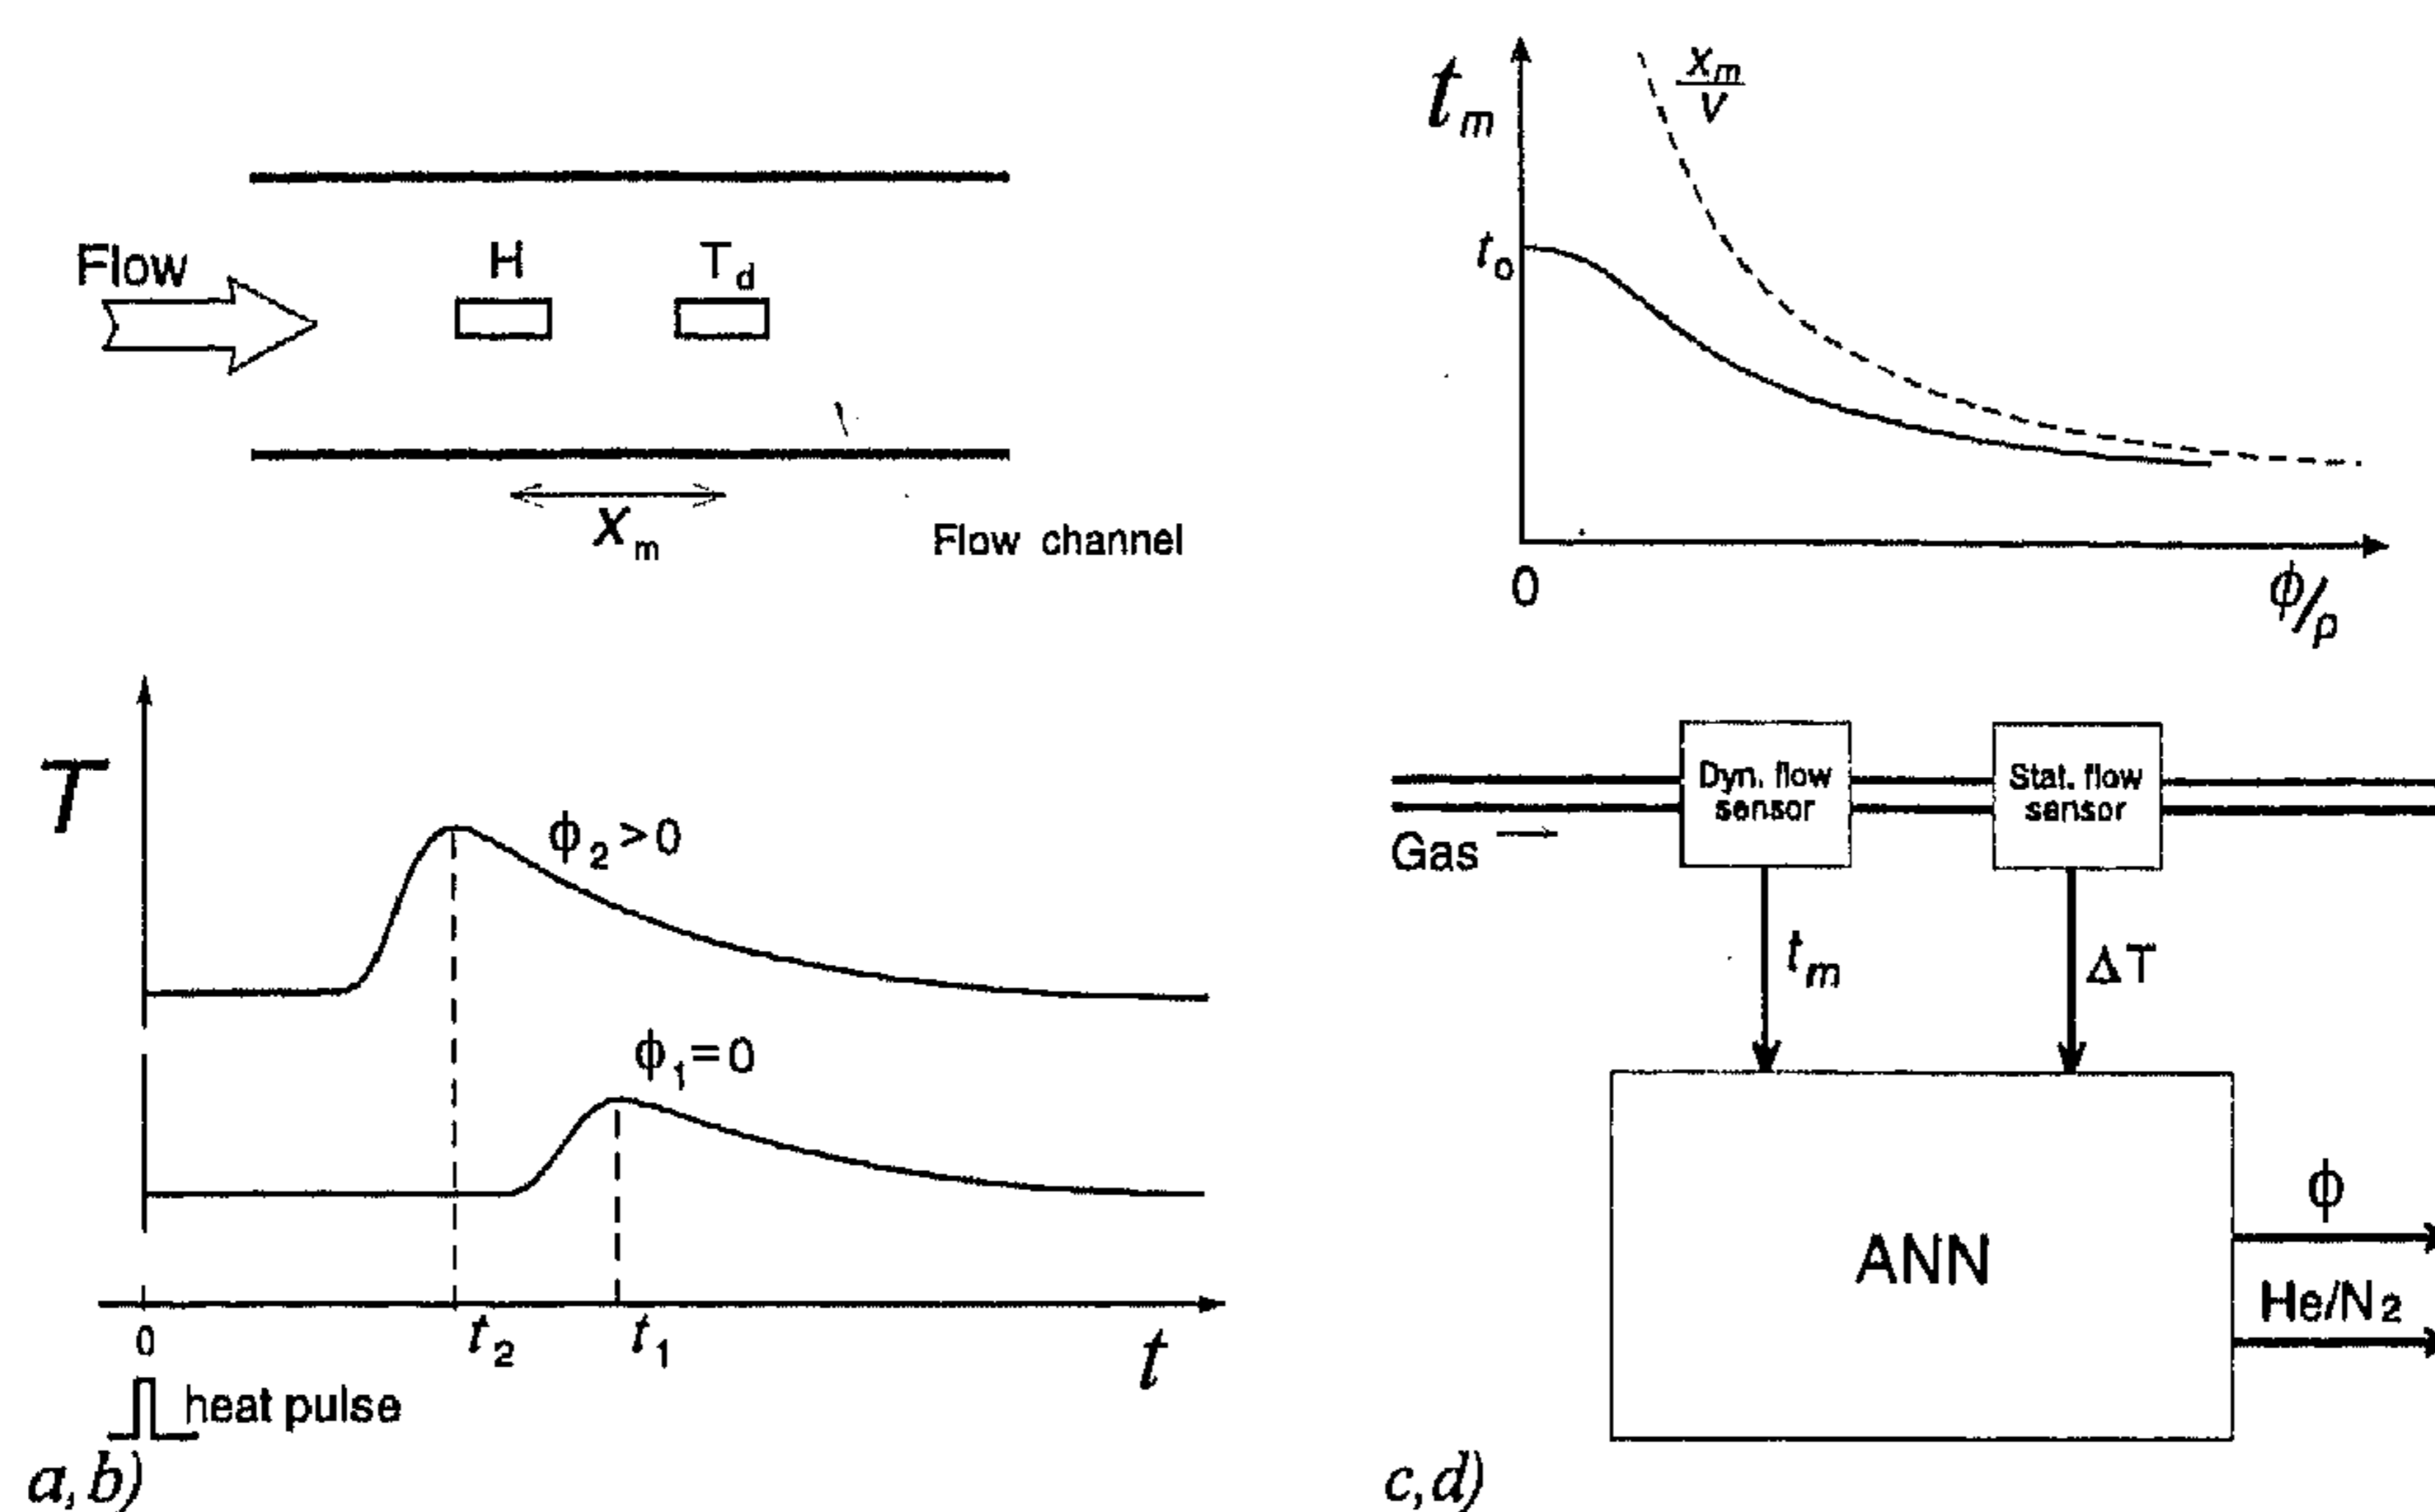 Flow
H
T_d
X_m
Flow channel
T
ϕ_2 > 0
ϕ_1 = 0
0
t_2
t_1
t
heat pulse
a, b)
t_m
x_m/v
t_o
0
ϕ/ρ
Dyn. flow
sensor
Stat. flow
sensor
Gas
t_m
ΔT
ANN
ϕ
He/N_2
c, d)